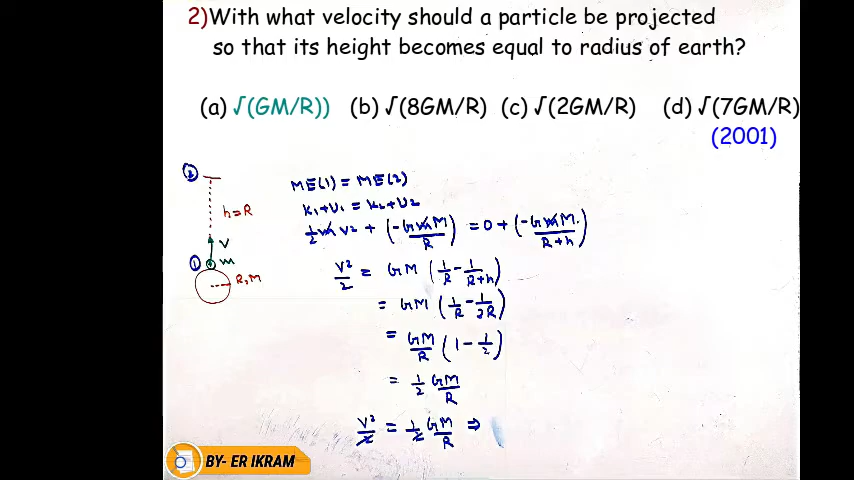 2)With what velocity should a particle be projected
so that its height becomes equal to radius of earth?
(a) √(GM/R)) (b) √(8GM/R) (c) √(2GM/R) (d) √(7GM/R)
(2001)
② 
h=R
V
① m
R, M
ME(1) = ME(2)
K₁+U₁ = K₂+U₂
1/2 m V² + (-GmM/R) = 0 + (-GmM/R+h)
V²/2 = GM (1/R - 1/R+h)
= GM (1/R - 1/2R)
= GM/R (1 - 1/2)
= 1/2 GM/R
V²/2 = 1/2 GM/R ⇒
BY- ER IKRAM